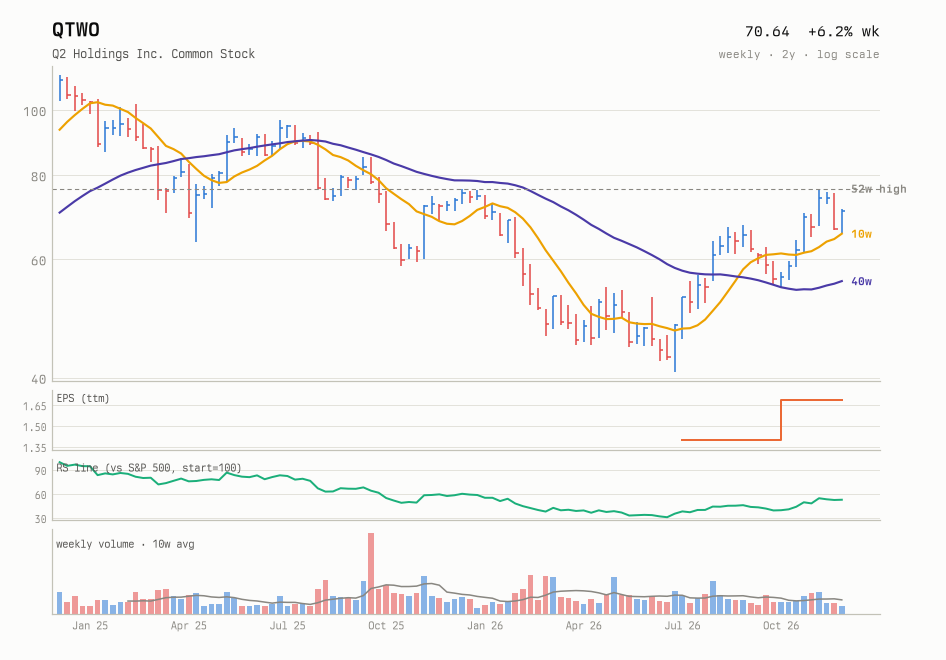 QTWO
70.64 +6.2% wk
Q2 Holdings Inc. Common Stock
weekly · 2y · log scale
100
80
52w high
10w
60
40w
40
EPS (ttm)
1.65
1.50
1.35
RS line (vs S&P 500, start=100)
90
60
30
weekly volume · 10w avg
Jan 25 Apr 25 Jul 25 Oct 25 Jan 26 Apr 26 Jul 26 Oct 26